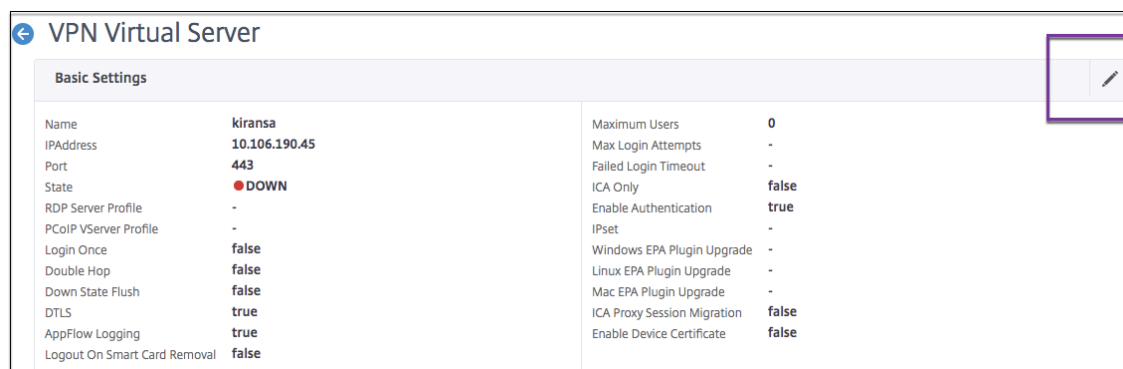 VPN Virtual Server
Basic Settings
Name kiransa
IPAddress 10.106.190.45
Port 443
State DOWN
RDP Server Profile -
PCoIP VServer Profile -
Login Once false
Double Hop false
Down State Flush false
DTLS true
AppFlow Logging true
Logout On Smart Card Removal false
Maximum Users 0
Max Login Attempts -
Failed Login Timeout -
ICA Only false
Enable Authentication true
IPset -
Windows EPA Plugin Upgrade -
Linux EPA Plugin Upgrade -
Mac EPA Plugin Upgrade -
ICA Proxy Session Migration false
Enable Device Certificate false